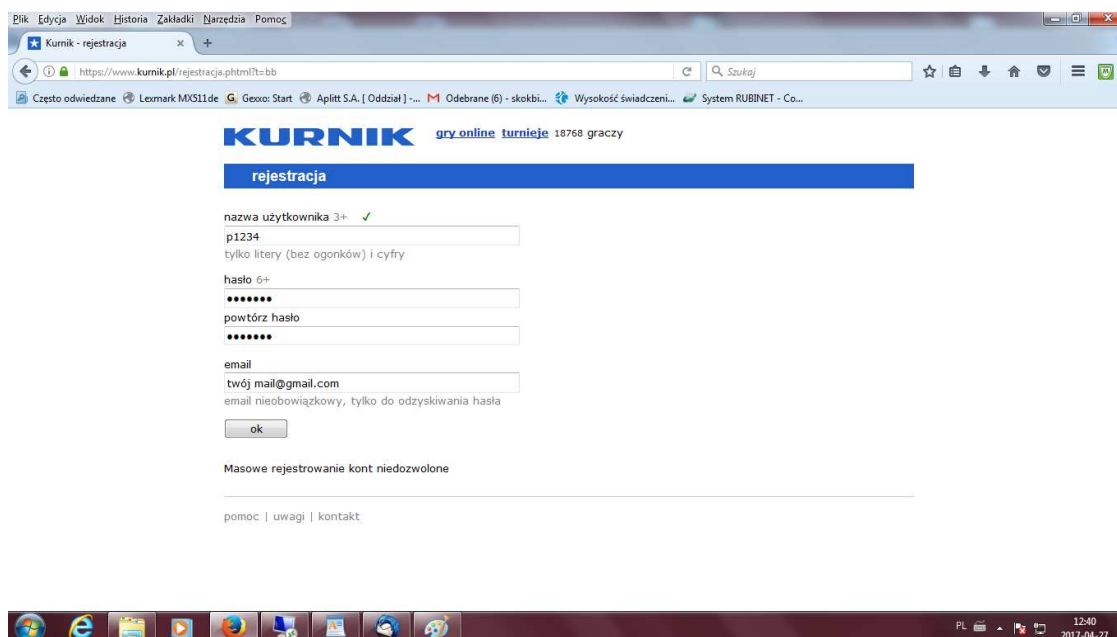 Plik Edycja Widok Historia Zakładki Narzędzia Pomoc
Kurnik - rejestracja × +
https://www.kurnik.pl/rejestracja.phtml?t=bb Szukaj
Często odwiedzane Lexmark MX511de Gexxo: Start Aplitt S.A. [ Oddział ] -... Odebrane (6) - skokbi... Wysokość świadczeni... System RUBINET - Co...
KURNIK gry online turnieje 18768 graczy
rejestracja
nazwa użytkownika 3+ ✓
p1234
tylko litery (bez ogonków) i cyfry
hasło 6+
•••••••
powtórz hasło
•••••••
email
twój mail@gmail.com
email nieobowiązkowy, tylko do odzyskiwania hasła
ok
Masowe rejestrowanie kont niedozwolone
pomoc | uwagi | kontakt
PL 12:40
2017-04-27